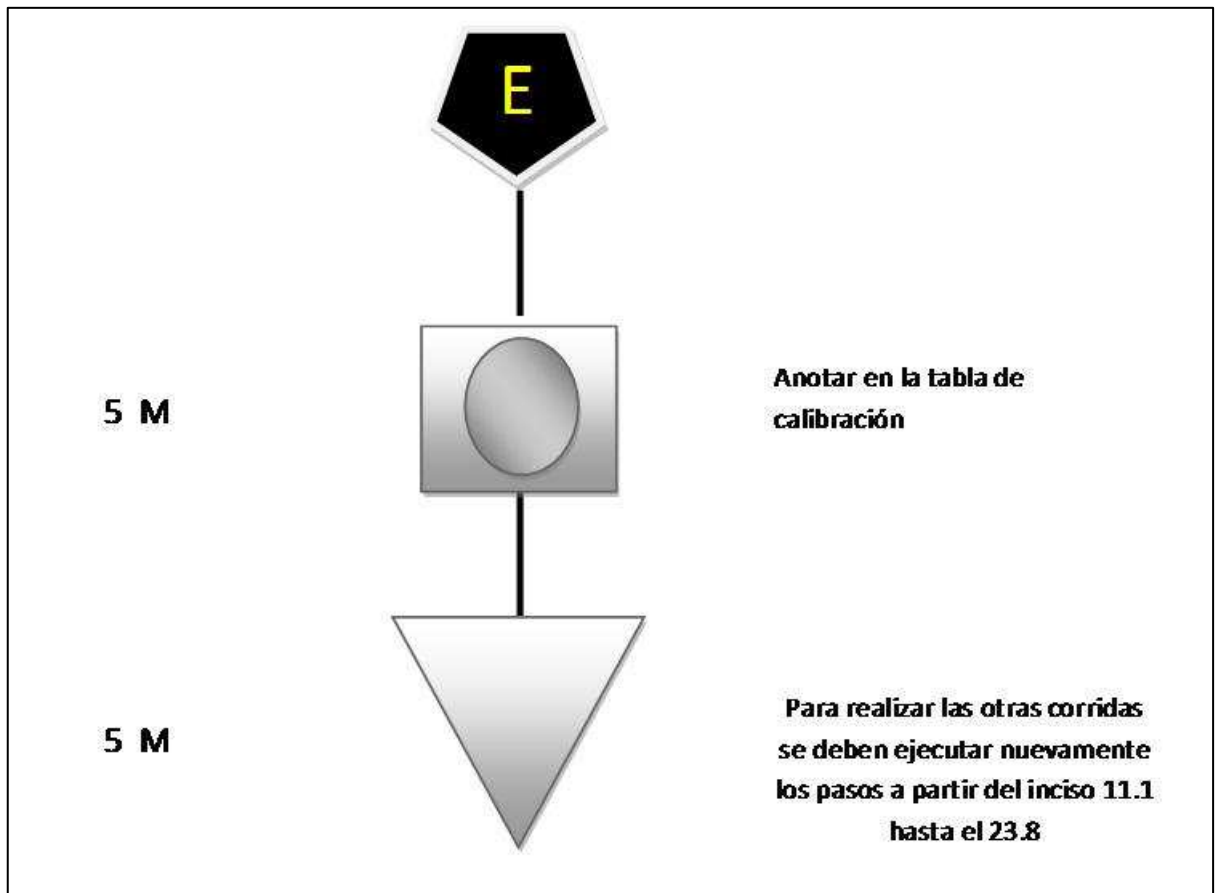 E
5 M
Anotar en la tabla de
calibración
5 M
Para realizar las otras corridas
se deben ejecutar nuevamente
los pasos a partir del inciso 11.1
hasta el 23.8